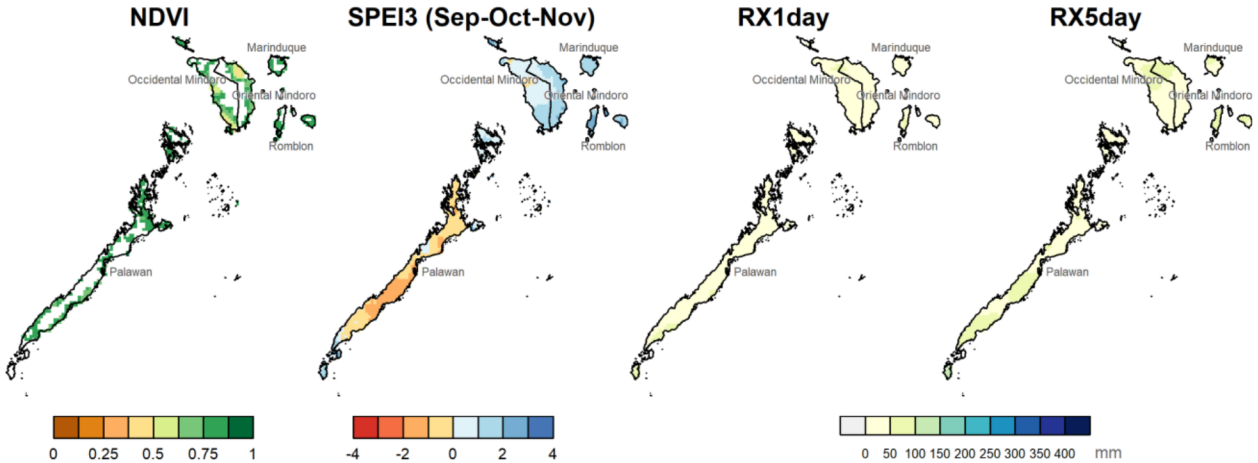 NDVI
SPEI3 (Sep-Oct-Nov)
RX1day
RX5day
Marinduque
Occidental Mindoro
Oriental Mindoro
Romblon
Palawan
Marinduque
Occidental Mindoro
Oriental Mindoro
Romblon
Palawan
Marinduque
Occidental Mindoro
Oriental Mindoro
Romblon
Palawan
Marinduque
Occidental Mindoro
Oriental Mindoro
Romblon
Palawan
0 0.25 0.5 0.75 1
-4 -2 0 2 4
0 50 100 150 200 250 300 350 400 mm